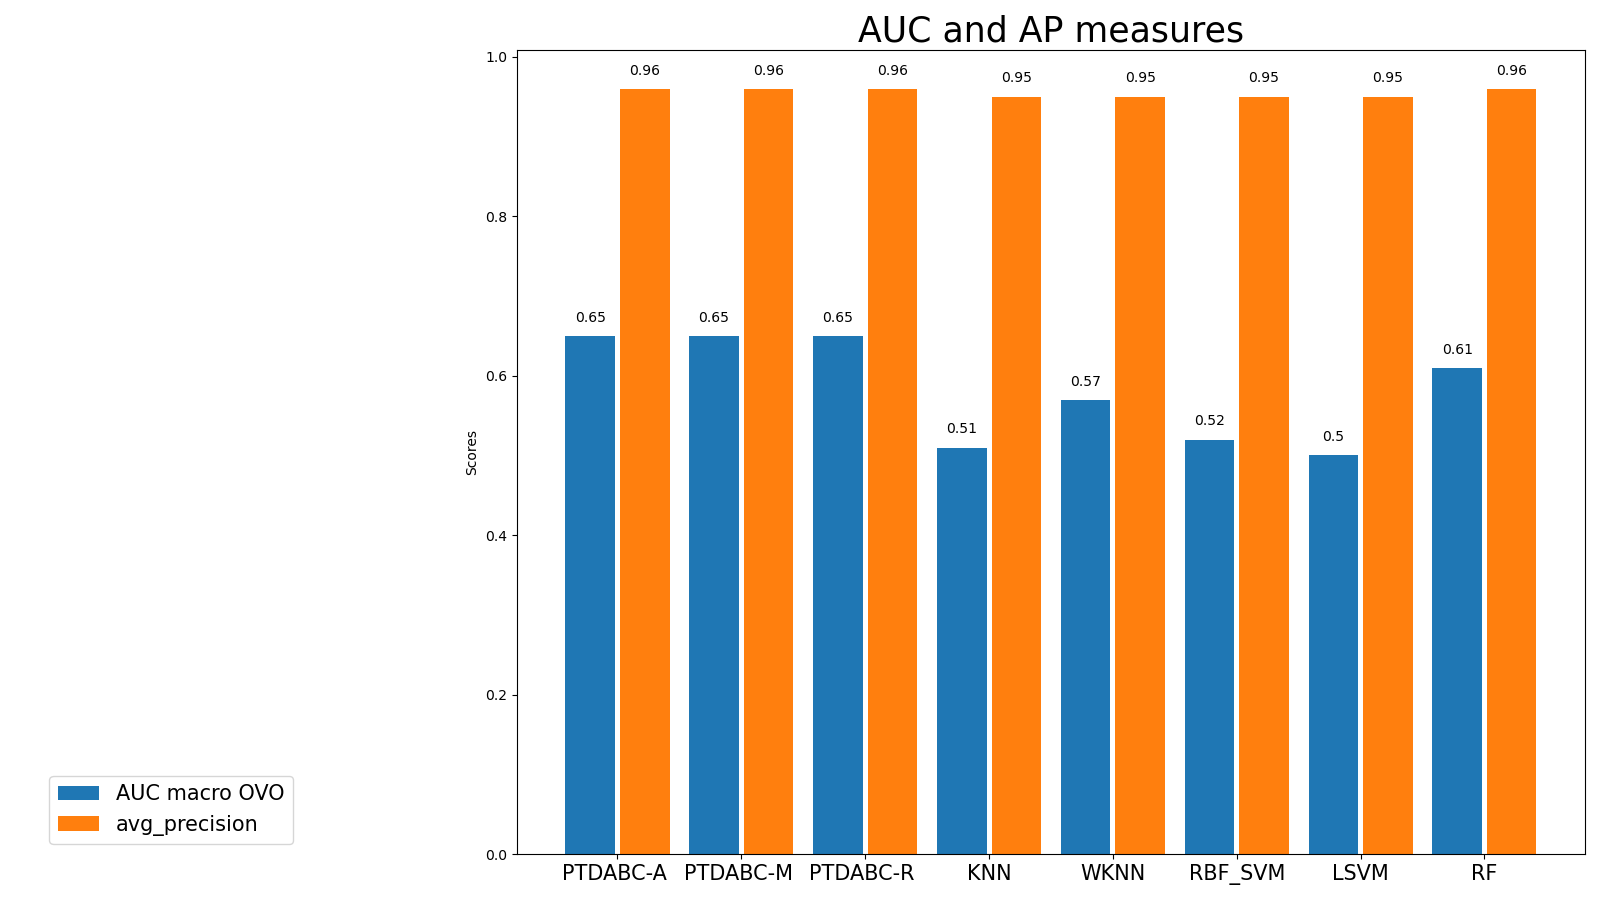 AUC and AP measures
1.0
0.8
0.6
0.4
0.2
0.0
Scores
0.96
0.96
0.96
0.95
0.95
0.95
0.95
0.96
0.65
0.65
0.65
0.51
0.57
0.52
0.5
0.61
PTDABC-A
PTDABC-M
PTDABC-R
KNN
WKNN
RBF_SVM
LSVM
RF
AUC macro OVO
avg_precision